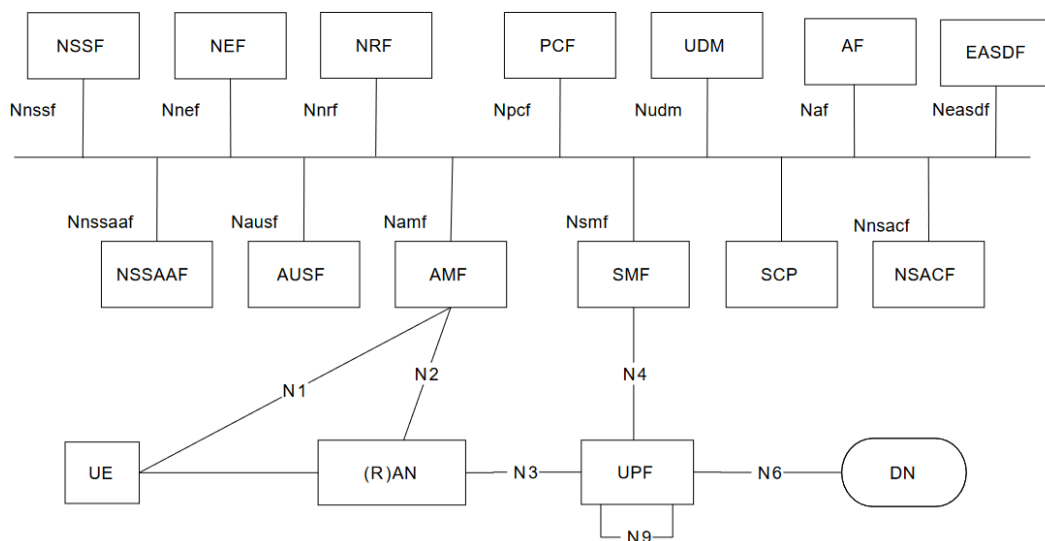 NSSF
NEF
NRF
PCF
UDM
AF
EASDF
Nnssf
Nnef
Nnrf
Npcf
Nudm
Naf
Neasdf
Nnssaaf
Nausf
Namf
Nsmf
Nnsacf
NSSAAF
AUSF
AMF
SMF
SCP
NSACF
N1
N2
N4
UE
(R)AN
N3
UPF
N6
DN
N9